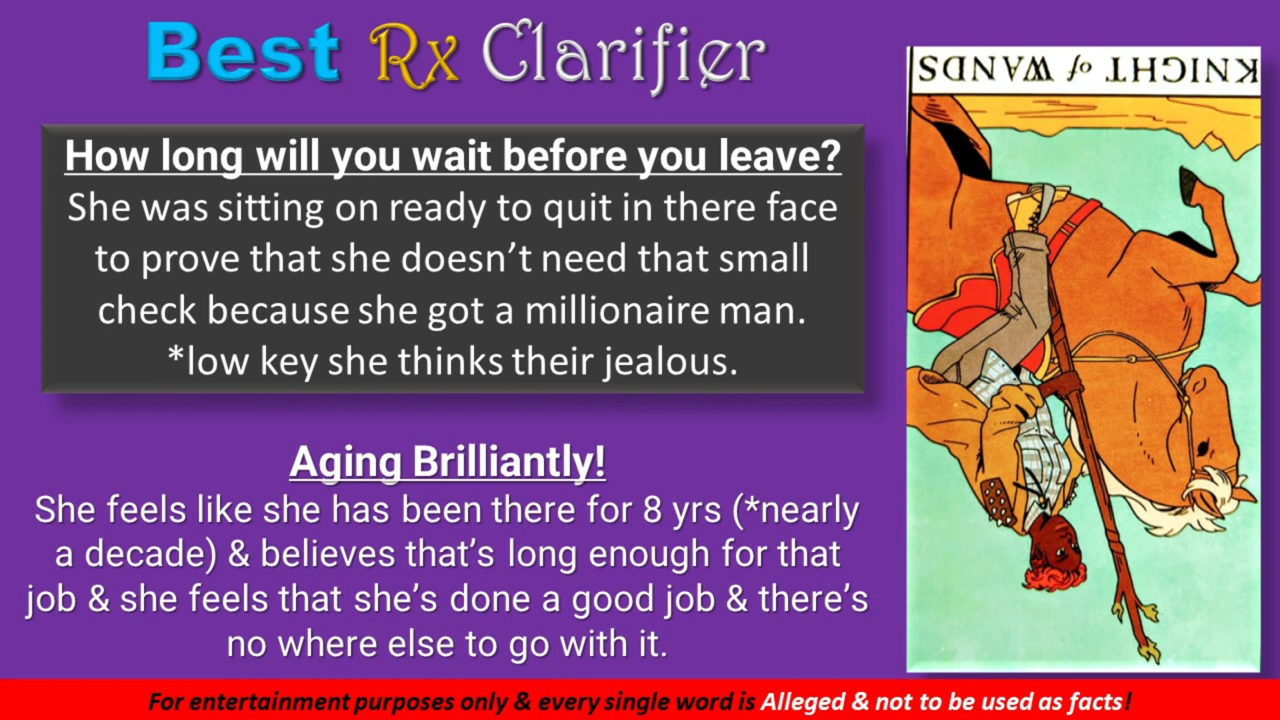 Best Rx Clarifier
How long will you wait before you leave?
She was sitting on ready to quit in there face
to prove that she doesn't need that small
check because she got a millionaire man.
*low key she thinks their jealous.
Aging Brilliantly!
She feels like she has been there for 8 yrs (*nearly
a decade) & believes that's long enough for that
job & she feels that she's done a good job & there's
no where else to go with it.
KNIGHT of WANDS
For entertainment purposes only & every single word is Alleged & not to be used as facts!